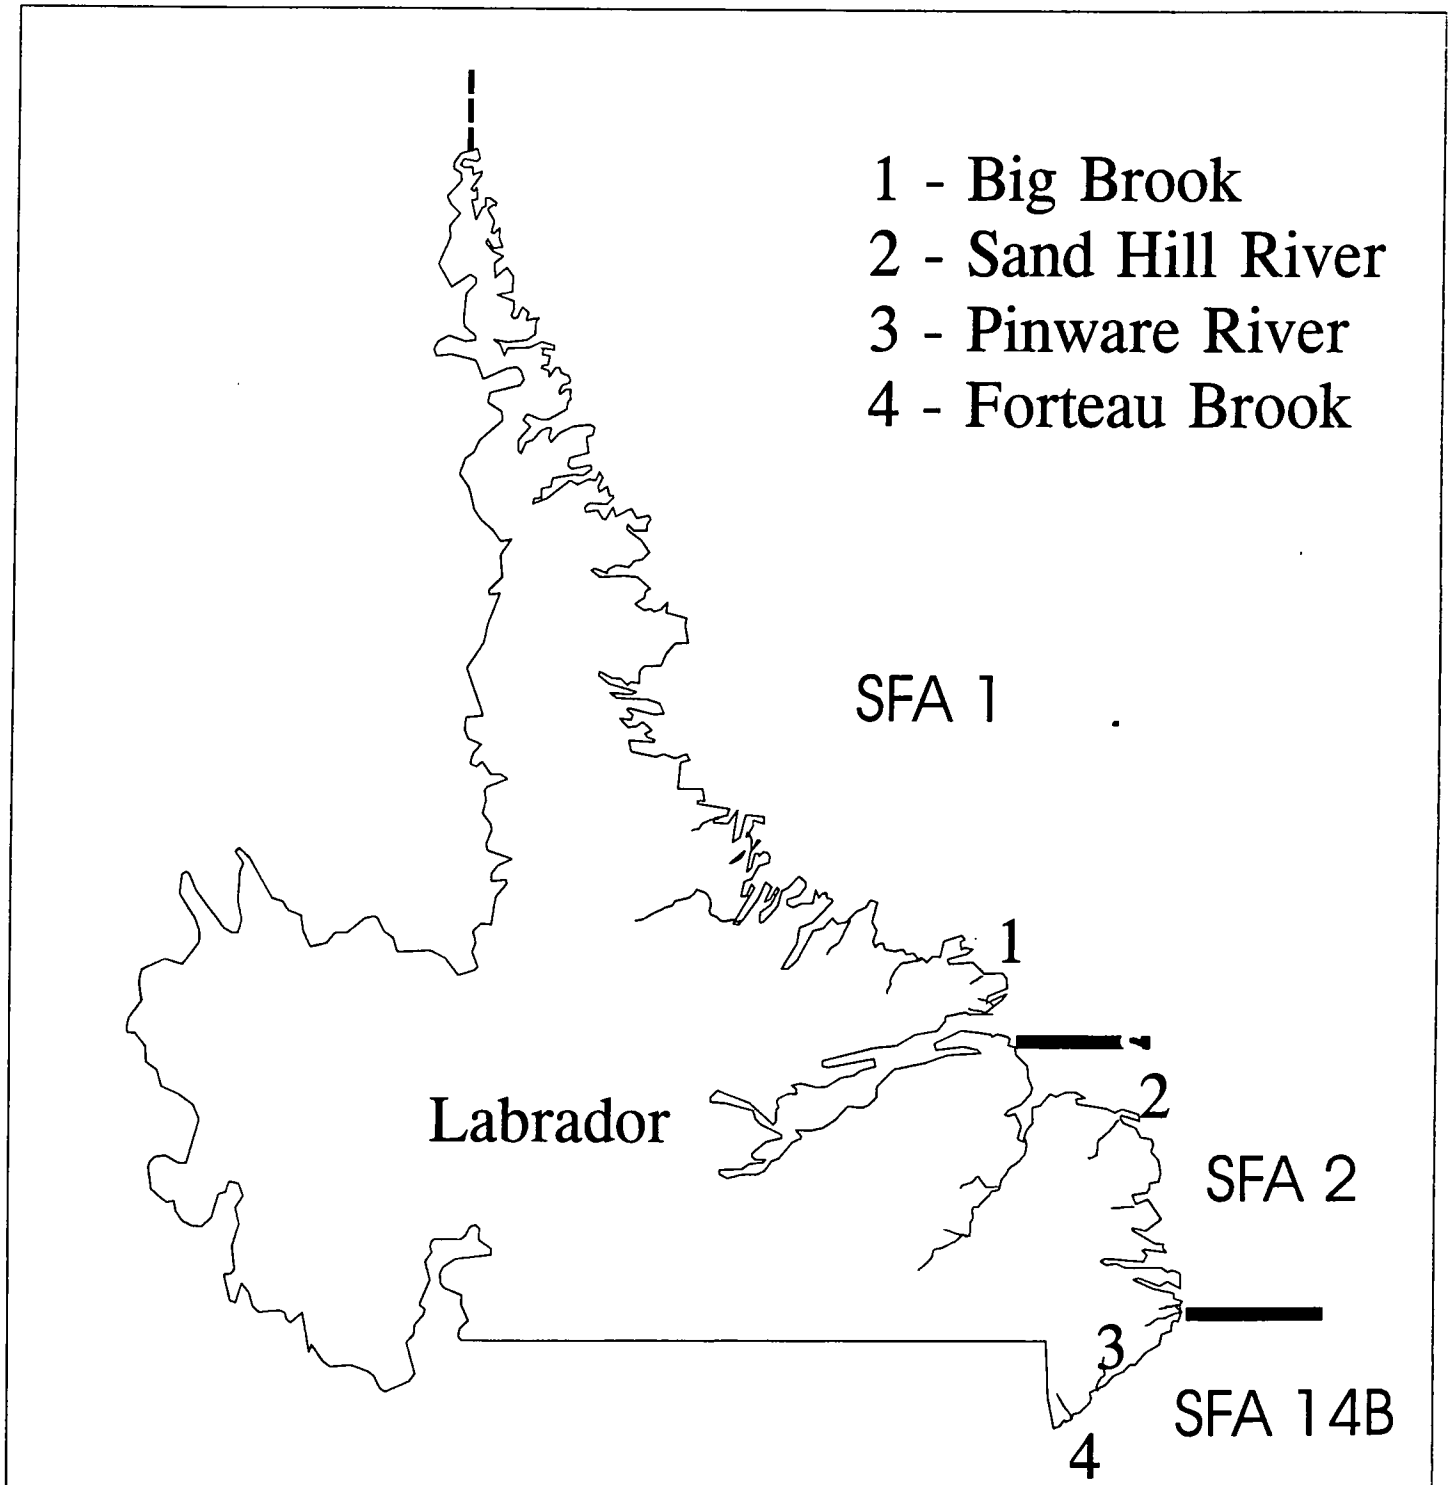 1 - Big Brook
2 - Sand Hill River
3 - Pinware River
4 - Forteau Brook
SFA 1
1
2
Labrador
SFA 2
3
SFA 14B
4